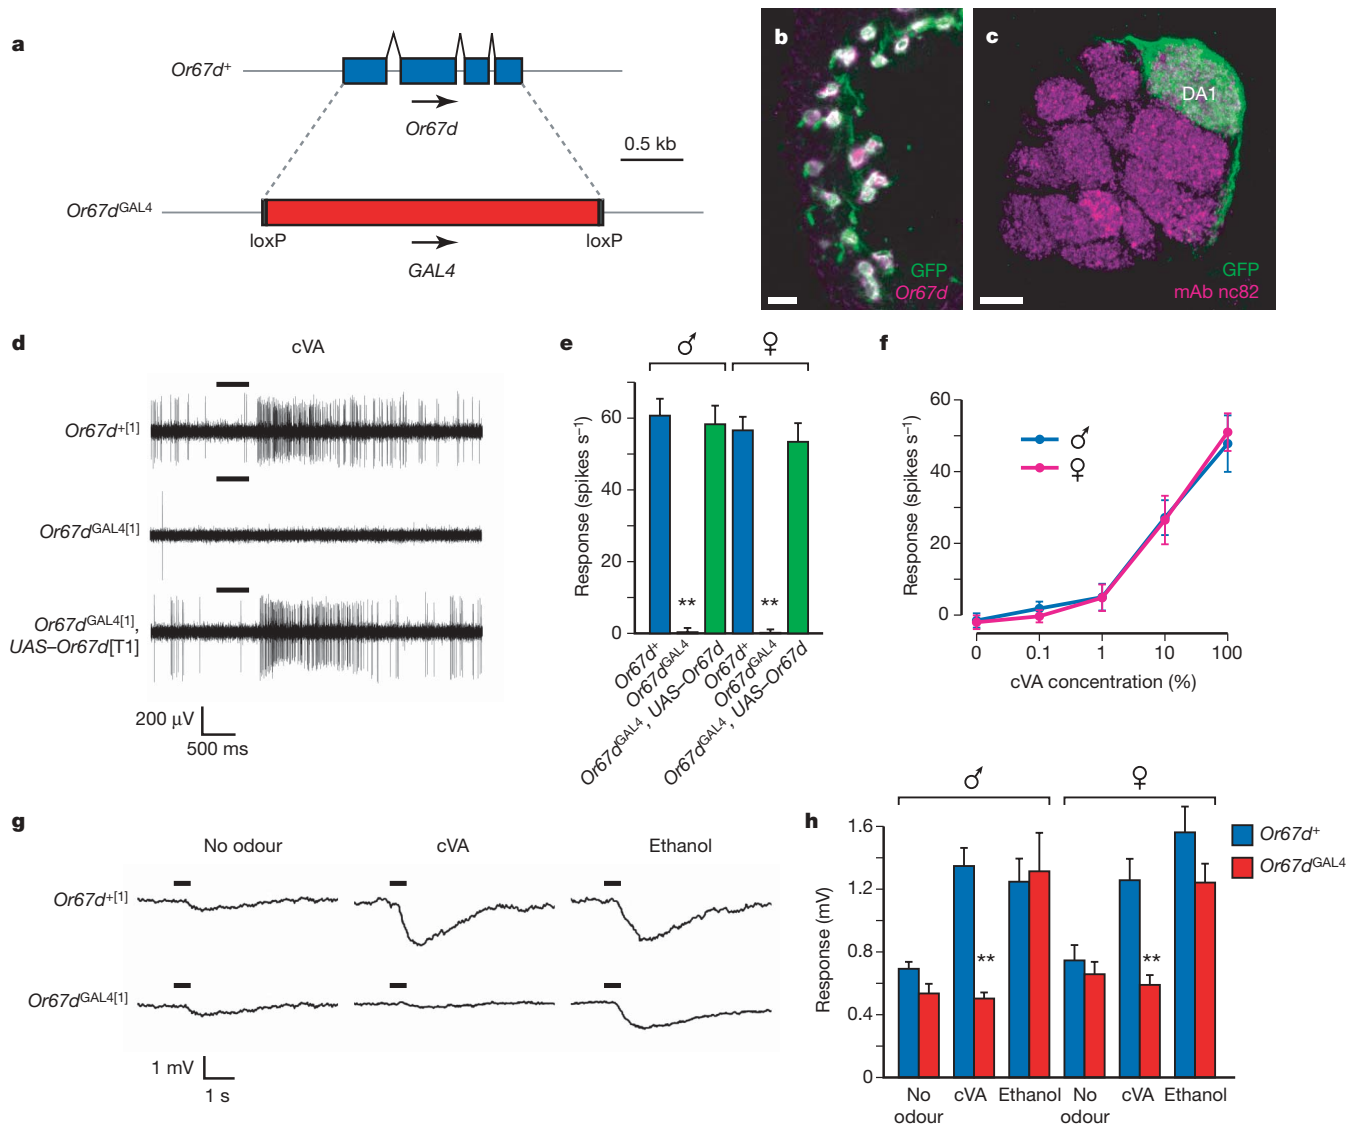 a
Or67d+
Or67d
0.5 kb
Or67dGAL4
loxP
loxP
GAL4
b
GFP
Or67d
c
DA1
GFP
mAb nc82
d
cVA
Or67d+[1]
Or67dGAL4[1]
Or67dGAL4[1],
UAS–Or67d[T1]
200 µV
500 ms
e
♂ ♀
Response (spikes s–1)
60
40
20
0
** **
Or67d+
Or67dGAL4
Or67dGAL4, UAS–Or67d
Or67d+
Or67dGAL4
Or67dGAL4, UAS–Or67d
f
Response (spikes s–1)
60
40
20
0
♂
♀
0 0.1 1 10 100
cVA concentration (%)
g
No odour cVA Ethanol
Or67d+[1]
Or67dGAL4[1]
1 mV
1 s
h
♂ ♀
Or67d+
Or67dGAL4
Response (mV)
1.6
1.2
0.8
0.4
0
** **
No odour cVA Ethanol No odour cVA Ethanol